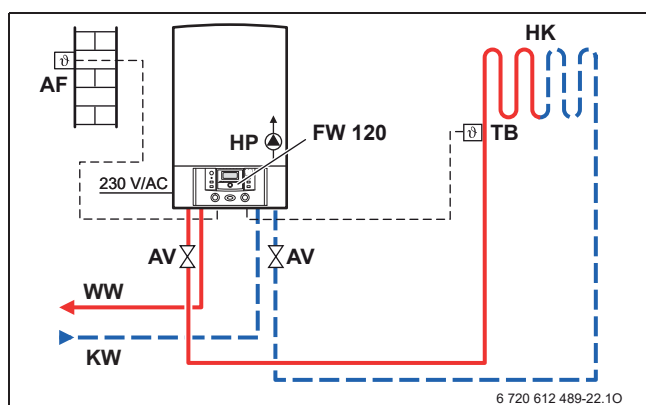 HK
ϑ
AF
HP
FW 120
ϑ
TB
230 V/AC
AV
AV
WW
KW
6 720 612 489-22.1O